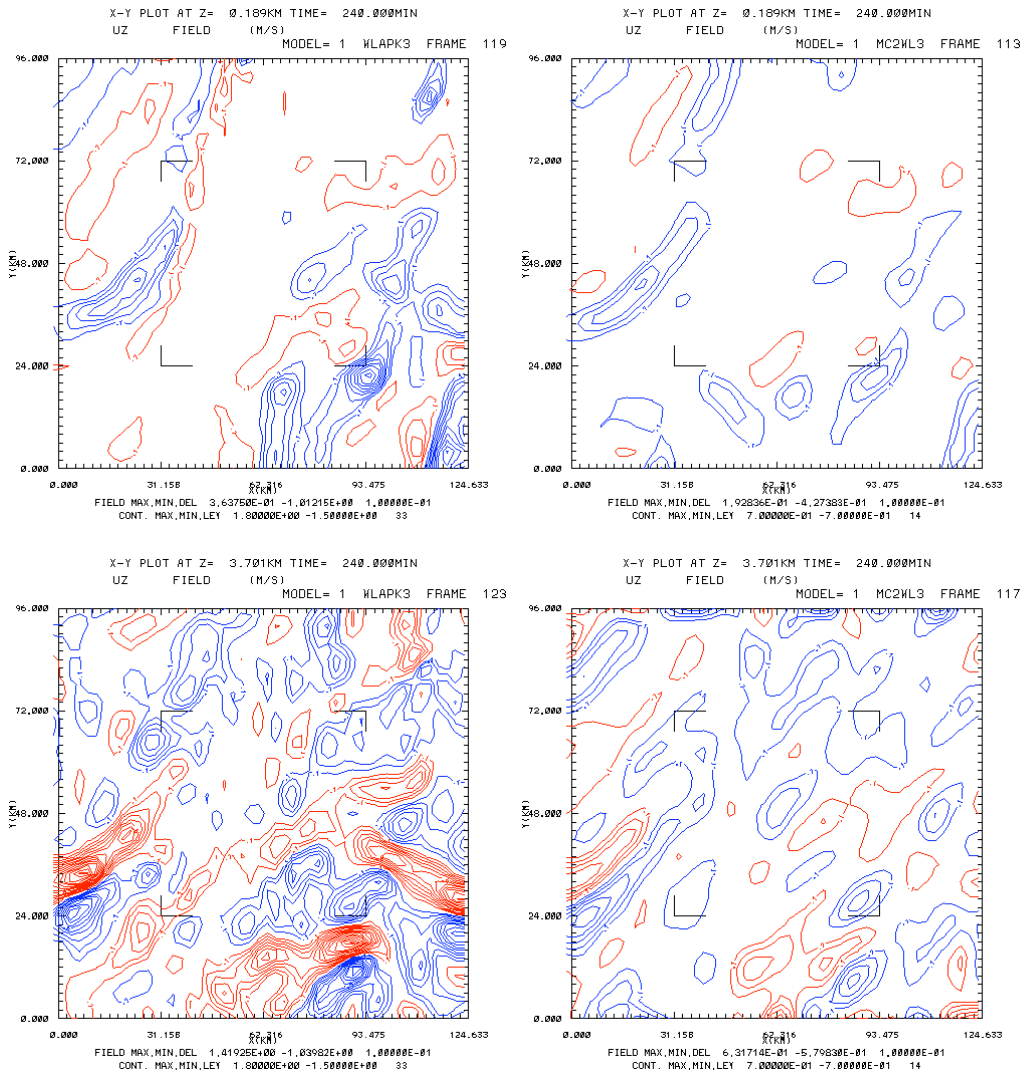 X-Y PLOT AT Z= 0.189KM TIME= 240.000MIN
UZ FIELD (M/S)
MODEL= 1 WLAPK3 FRAME 119
96.000
72.000
48.000
24.000
0.000
Y(KM)
0.000 31.158 62.316 93.475 124.633
X(KM)
FIELD MAX,MIN,DEL 3.63750E-01 -1.01215E+00 1.00000E-01
CONT. MAX,MIN,LEY 1.80000E+00 -1.50000E+00 33
X-Y PLOT AT Z= 0.189KM TIME= 240.000MIN
UZ FIELD (M/S)
MODEL= 1 MC2WL3 FRAME 113
96.000
72.000
48.000
24.000
0.000
Y(KM)
0.000 31.158 62.316 93.475 124.633
X(KM)
FIELD MAX,MIN,DEL 1.92836E-01 -4.27383E-01 1.00000E-01
CONT. MAX,MIN,LEY 7.00000E-01 -7.00000E-01 14
X-Y PLOT AT Z= 3.701KM TIME= 240.000MIN
UZ FIELD (M/S)
MODEL= 1 WLAPK3 FRAME 123
96.000
72.000
48.000
24.000
0.000
Y(KM)
0.000 31.158 62.316 93.475 124.633
X(KM)
FIELD MAX,MIN,DEL 1.41925E+00 -1.03982E+00 1.00000E-01
CONT. MAX,MIN,LEY 1.80000E+00 -1.50000E+00 33
X-Y PLOT AT Z= 3.701KM TIME= 240.000MIN
UZ FIELD (M/S)
MODEL= 1 MC2WL3 FRAME 117
96.000
72.000
48.000
24.000
0.000
Y(KM)
0.000 31.158 62.316 93.475 124.633
X(KM)
FIELD MAX,MIN,DEL 6.31714E-01 -5.79830E-01 1.00000E-01
CONT. MAX,MIN,LEY 7.00000E-01 -7.00000E-01 14